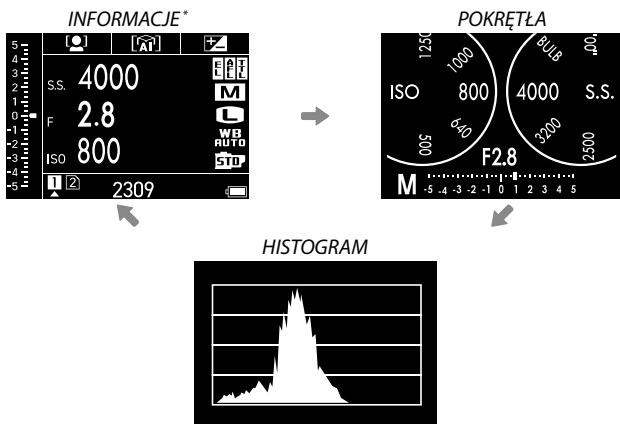 INFORMACJE*
5
4
3
2
1
0
-1
-2
-3
-4
-5
AI
S.S. 4000
F 2.8
ISO 800
M
L
WB
AUTO
STD
1 2
2309
POKRĘTŁA
1250 1000 BULB
ISO 800 4000 S.S.
500 640 3200 2500
F2.8
M -5 -4 -3 -2 -1 0 1 2 3 4 5
HISTOGRAM